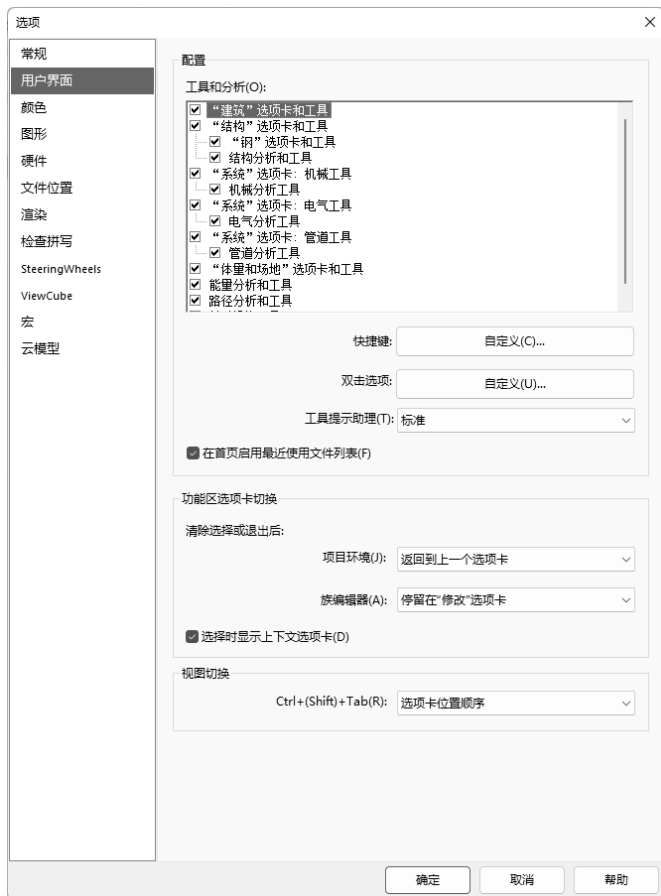 选项
常规
用户界面
颜色
图形
硬件
文件位置
渲染
检查拼写
SteeringWheels
ViewCube
宏
云模型
配置
工具和分析(O):
“建筑”选项卡和工具
“结构”选项卡和工具
“钢”选项卡和工具
结构分析和工具
“系统”选项卡：机械工具
机械分析工具
“系统”选项卡：电气工具
电气分析工具
“系统”选项卡：管道工具
管道分析工具
“体量和场地”选项卡和工具
能量分析和工具
路径分析和工具
快捷键: 自定义(C)...
双击选项: 自定义(U)...
工具提示助理(T): 标准
在首页启用最近使用文件列表(F)
功能区选项卡切换
清除选择或退出后:
项目环境(J): 返回到上一个选项卡
族编辑器(A): 停留在“修改”选项卡
选择时显示上下文选项卡(D)
视图切换
Ctrl+(Shift)+Tab(R): 选项卡位置顺序
确定 取消 帮助